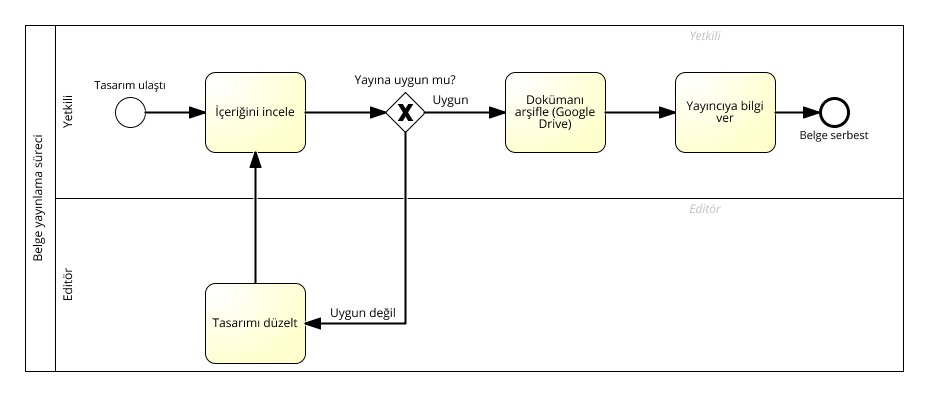 Belge yayınlama süreci
Yetkili
Yetkili
Tasarım ulaştı
İçeriğini incele
Yayına uygun mu?
X
Uygun
Dokümanı
arşifle (Google
Drive)
Yayıncıya bilgi
ver
Belge serbest
Editör
Editör
Uygun değil
Tasarımı düzelt